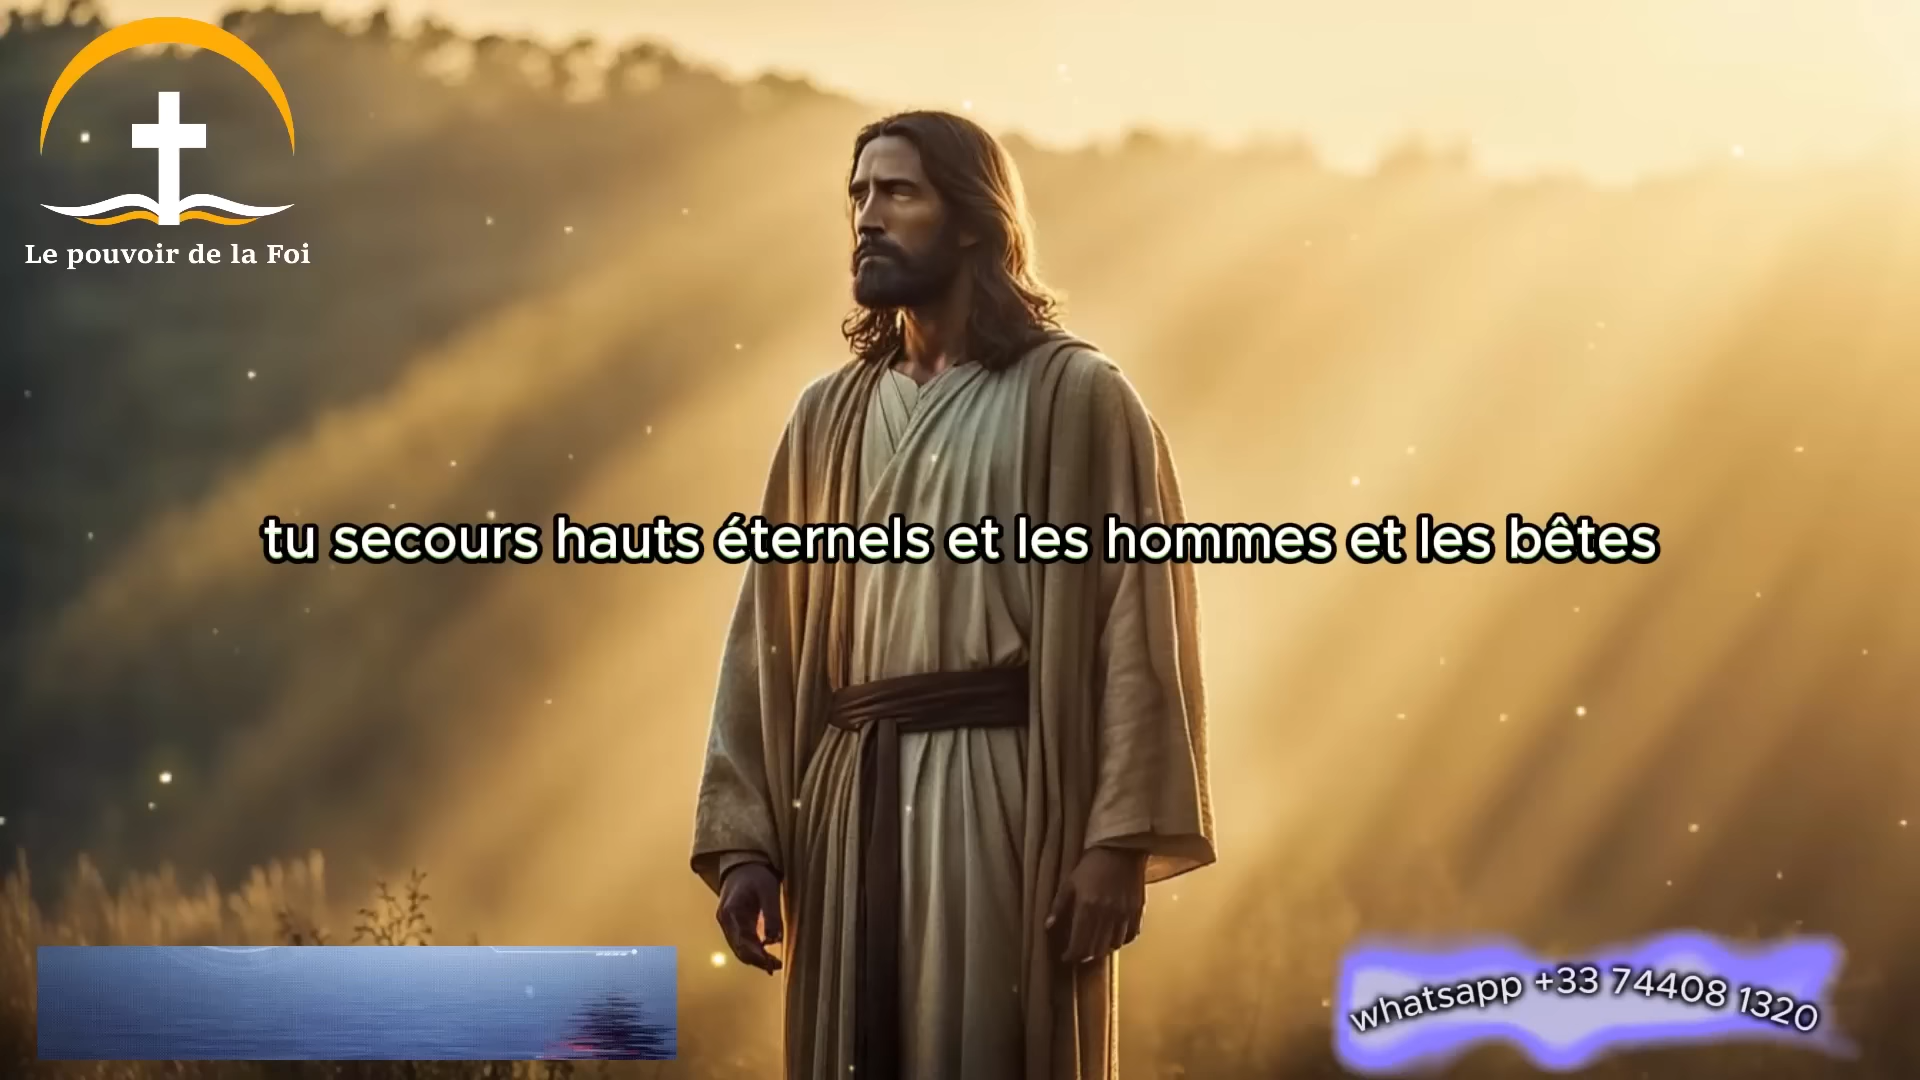 Le pouvoir de la Foi
tu secours hauts éternels et les hommes et les bêtes
whatsapp +33 74408 1320